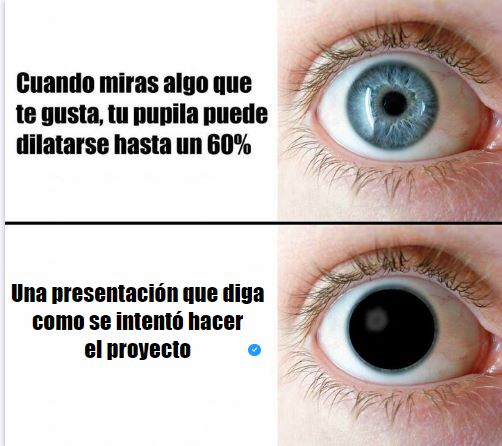 Cuando miras algo que
te gusta, tu pupila puede
dilatarse hasta un 60%
Una presentación que diga
como se intentó hacer
el proyecto